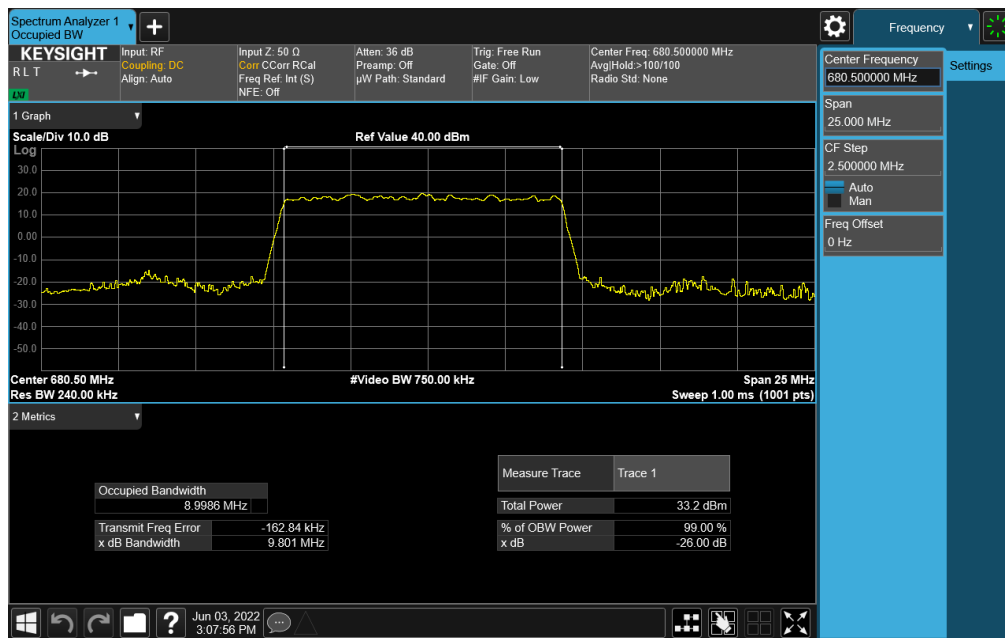 Spectrum Analyzer 1
Occupied BW
Frequency
KEYSIGHT
R L T
LXI
Input: RF
Coupling: DC
Align: Auto
Input Z: 50 Ω
Corr CCorr RCal
Freq Ref: Int (S)
NFE: Off
Atten: 36 dB
Preamp: Off
µW Path: Standard
Trig: Free Run
Gate: Off
#IF Gain: Low
Center Freq: 680.500000 MHz
Avg|Hold:>100/100
Radio Std: None
Center Frequency
680.500000 MHz
Settings
Span
25.000 MHz
CF Step
2.500000 MHz
Auto
Man
Freq Offset
0 Hz
1 Graph
Scale/Div 10.0 dB
Ref Value 40.00 dBm
Log
30.0
20.0
10.0
0.00
-10.0
-20.0
-30.0
-40.0
-50.0
Center 680.50 MHz
#Video BW 750.00 kHz
Span 25 MHz
Res BW 240.00 kHz
Sweep 1.00 ms (1001 pts)
2 Metrics
Measure Trace
Trace 1
Occupied Bandwidth
8.9986 MHz
Total Power
33.2 dBm
Transmit Freq Error
-162.84 kHz
% of OBW Power
99.00 %
x dB Bandwidth
9.801 MHz
x dB
-26.00 dB
?
Jun 03, 2022
3:07:56 PM